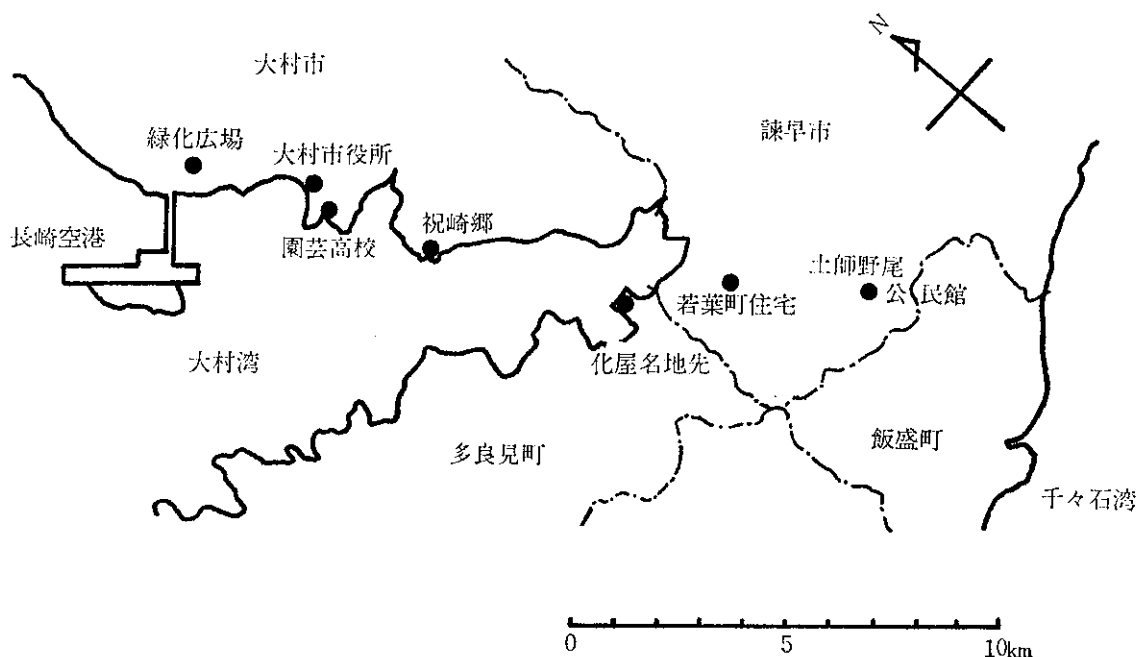 N
大村市
諫早市
緑化広場
大村市役所
長崎空港
園芸高校
祝崎郷
土師野尾
公民館
若葉町住宅
大村湾
化屋名地先
多良見町
飯盛町
千々石湾
0 5 10km